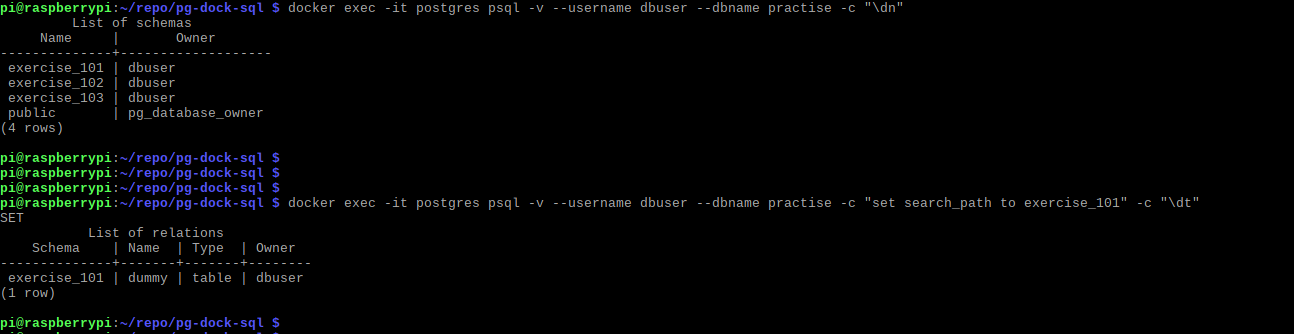 pi@raspberrypi:~/repo/pg-dock-sql $ docker exec -it postgres psql -v --username dbuser --dbname practise -c "\dn"
         List of schemas
     Name     |       Owner
--------------+-------------------
 exercise_101 | dbuser
 exercise_102 | dbuser
 exercise_103 | dbuser
 public       | pg_database_owner
(4 rows)
pi@raspberrypi:~/repo/pg-dock-sql $
pi@raspberrypi:~/repo/pg-dock-sql $
pi@raspberrypi:~/repo/pg-dock-sql $
pi@raspberrypi:~/repo/pg-dock-sql $ docker exec -it postgres psql -v --username dbuser --dbname practise -c "set search_path to exercise_101" -c "\dt"
SET
           List of relations
    Schema    | Name  | Type  | Owner
--------------+-------+-------+--------
 exercise_101 | dummy | table | dbuser
(1 row)
pi@raspberrypi:~/repo/pg-dock-sql $